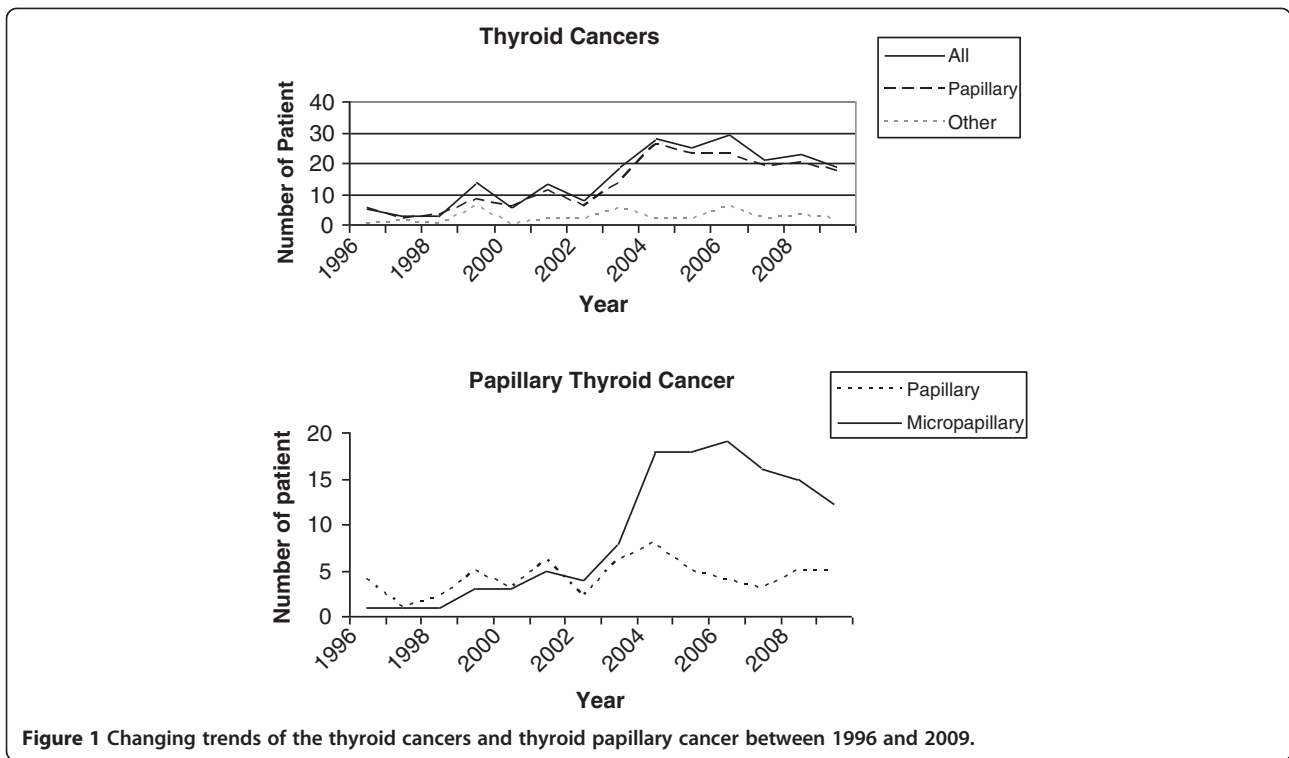 Thyroid Cancers
All
Papillary
Other
Number of Patient
40
30
20
10
0
1996
1998
2000
2002
2004
2006
2008
Year
Papillary Thyroid Cancer
Papillary
Micropapillary
Number of patient
20
15
10
5
0
1996
1998
2000
2002
2004
2006
2008
Year
Figure 1 Changing trends of the thyroid cancers and thyroid papillary cancer between 1996 and 2009.